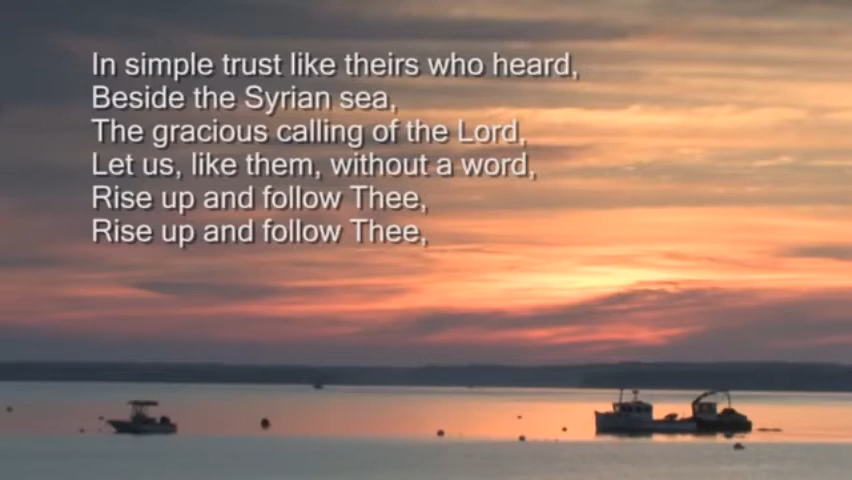 In simple trust like theirs who heard,
Beside the Syrian sea,
The gracious calling of the Lord,
Let us, like them, without a word,
Rise up and follow Thee,
Rise up and follow Thee,